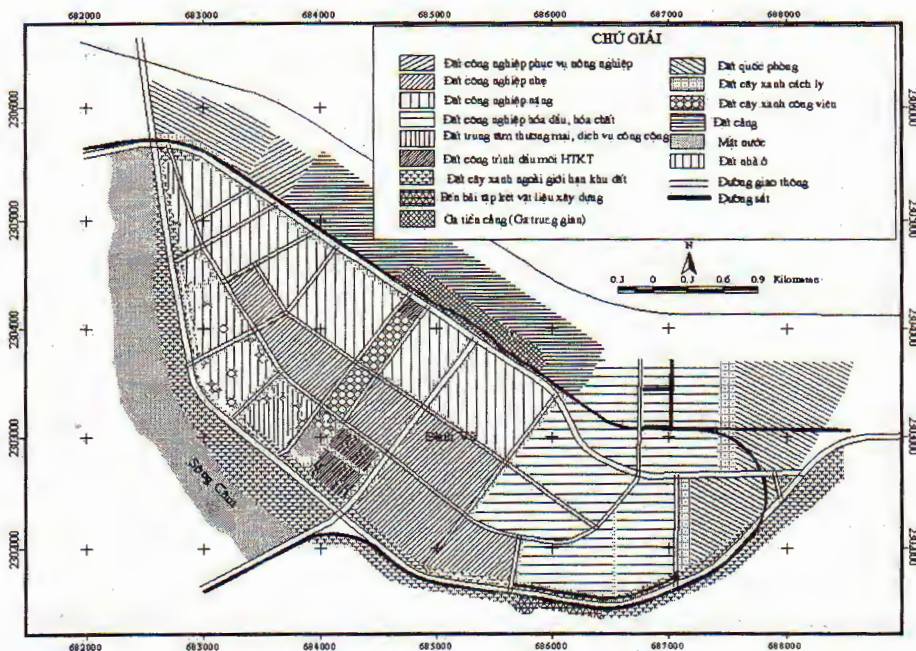 682000 683000 684000 685000 686000 687000 688000
CHÚ GIẢI
Đất công nghiệp phục vụ nông nghiệp
Đất công nghiệp nhẹ
Đất công nghiệp nặng
Đất công nghiệp hóa dầu, hóa chất
Đất trung tâm thương mại, dịch vụ công cộng
Đất công trình đầu mối HTKT
Đất cây xanh ngoài giới hạn khu đất
Bến bãi tập kết vật liệu xây dựng
Ga tiền cảng (Ga trung gian)
Đất quốc phòng
Đất cây xanh cách ly
Đất cây xanh công viên
Đất cảng
Mặt nước
Đất nhà ở
Đường giao thông
Đường sắt
N
0.3 0 0.3 0.6 0.9 Kilometers
Sông Cấm
682000 683000 684000 685000 686000 687000 688000